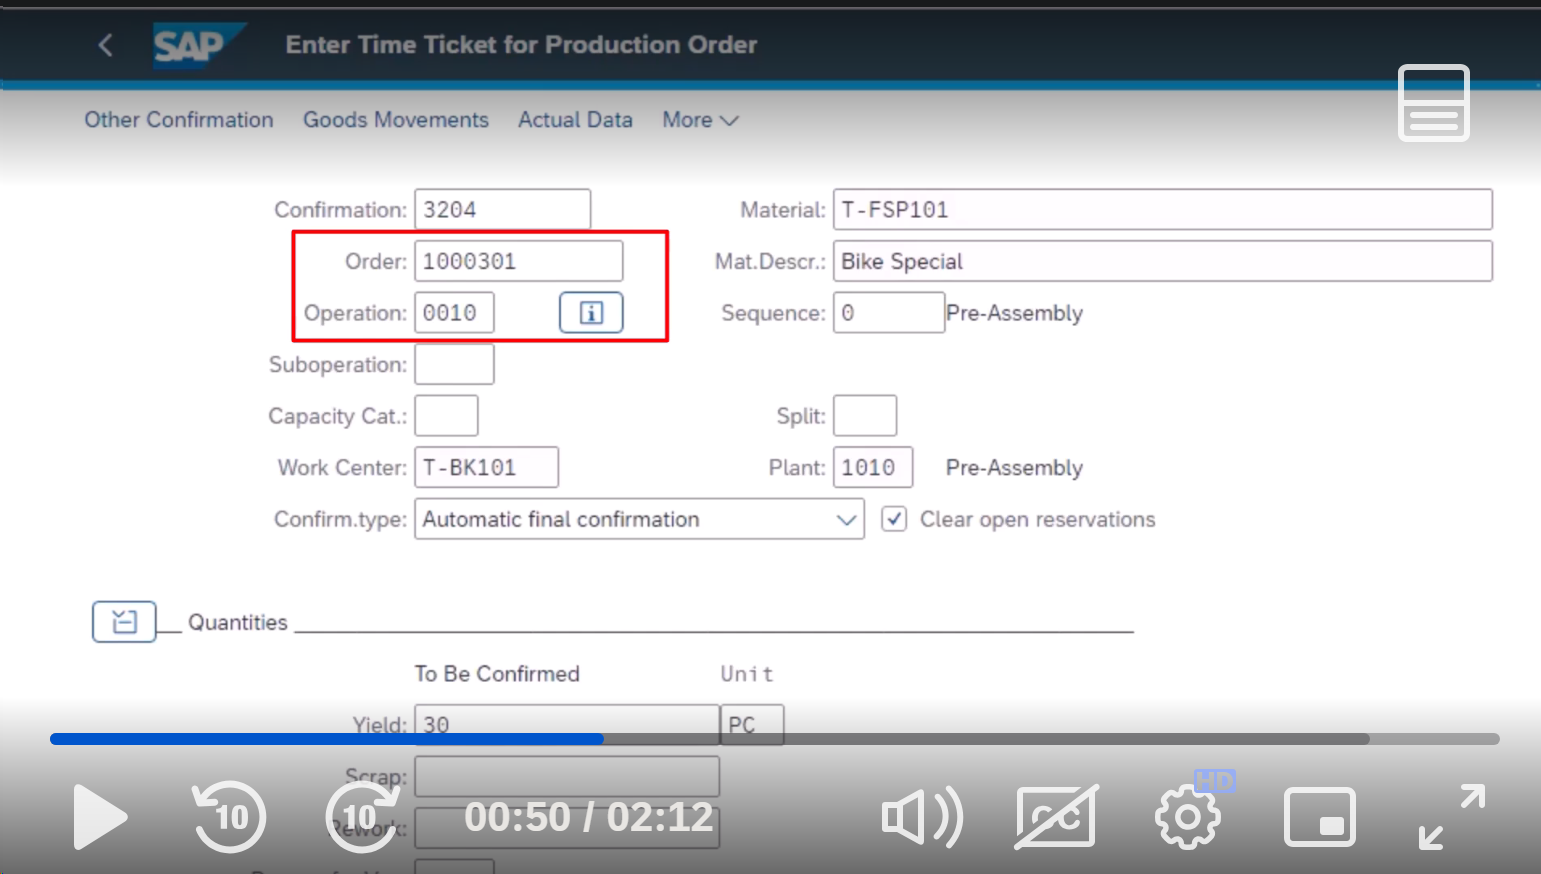 SAP Enter Time Ticket for Production Order
Other Confirmation Goods Movements Actual Data More
Confirmation: 3204 Material: T-FSP101
Order: 1000301 Mat.Descr.: Bike Special
Operation: 0010 Sequence: 0 Pre-Assembly
Suboperation:
Capacity Cat.: Split:
Work Center: T-BK101 Plant: 1010 Pre-Assembly
Confirm.type: Automatic final confirmation Clear open reservations
Quantities
To Be Confirmed Unit
Yield: 30 PC
Scrap:
Rework:
10 10 00:50 / 02:12 CC HD